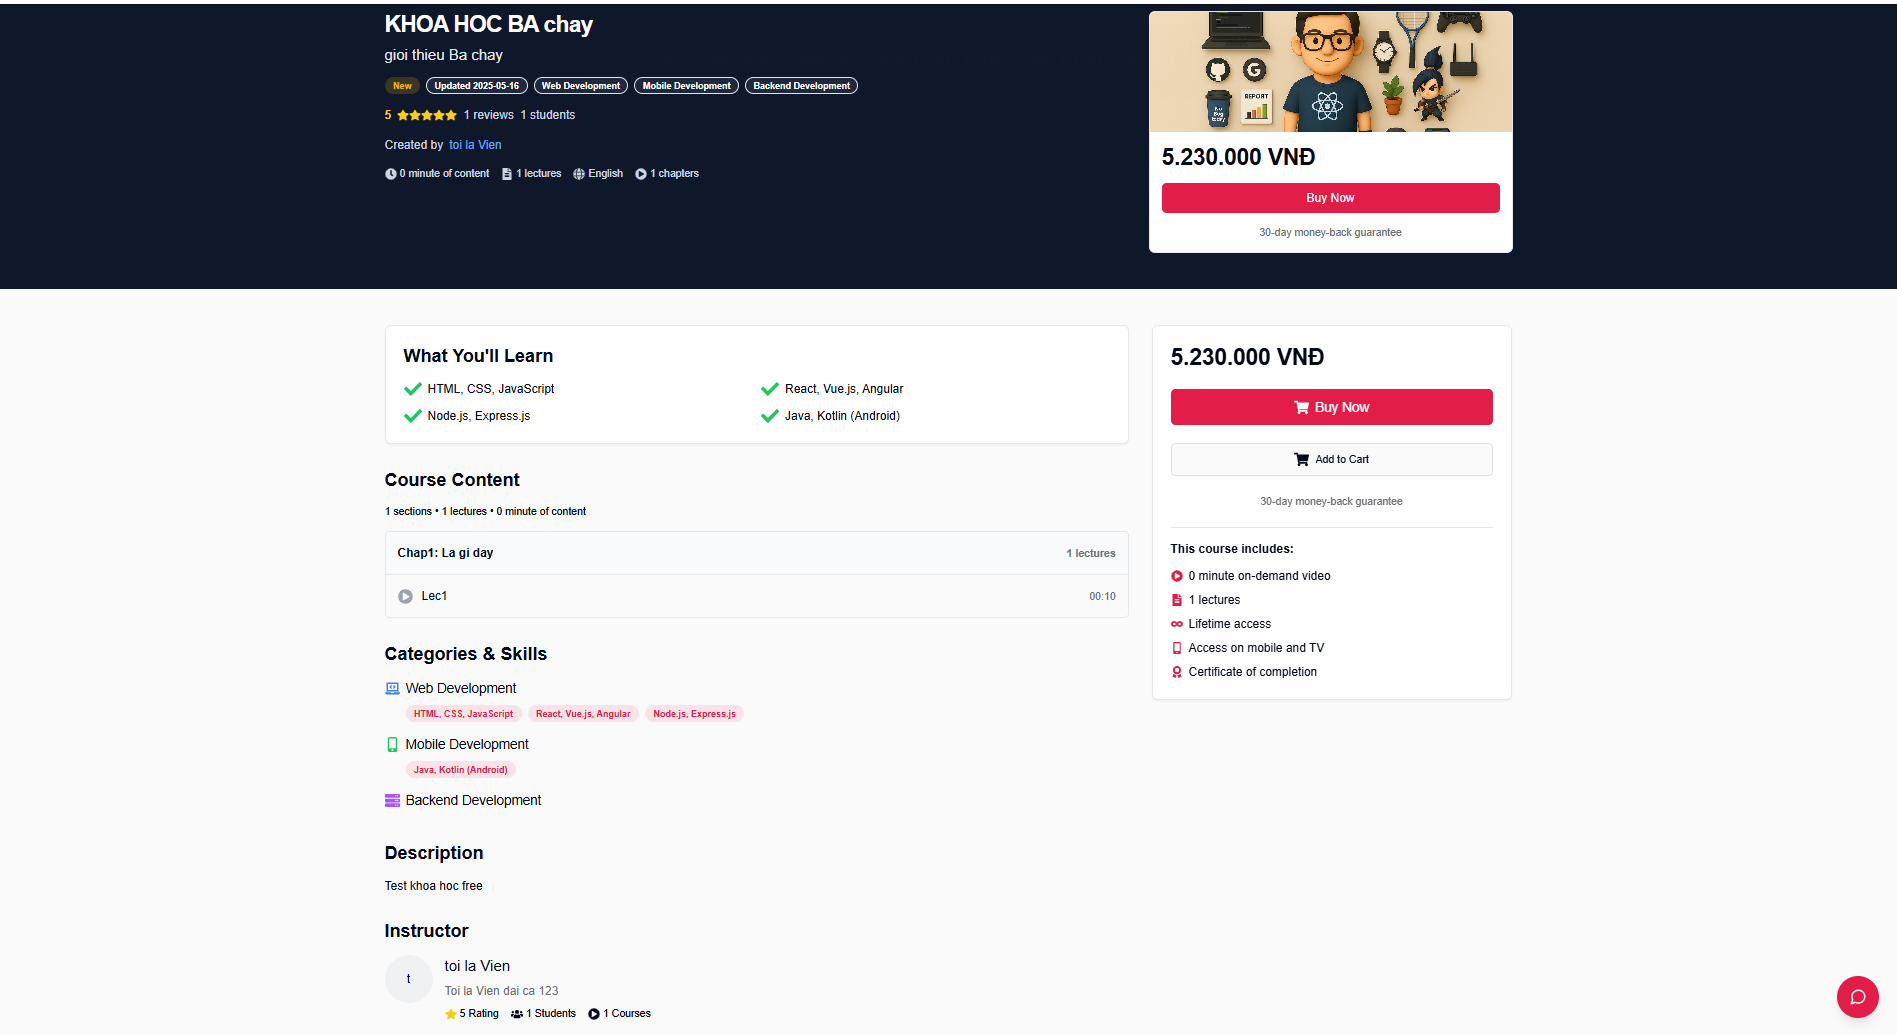 KHOA HOC BA chay
gioi thieu Ba chay
New
Updated 2025-05-16
Web Development
Mobile Development
Backend Development
5
1 reviews 1 students
Created by toi la Vien
0 minute of content
1 lectures
English
1 chapters
G
REPORT
No
Bug
today
5.230.000 VNĐ
Buy Now
30-day money-back guarantee
What You'll Learn
HTML, CSS, JavaScript
React, Vue.js, Angular
Node.js, Express.js
Java, Kotlin (Android)
Course Content
1 sections • 1 lectures • 0 minute of content
Chap1: La gi day
1 lectures
Lec1
00:10
Categories & Skills
Web Development
HTML, CSS, JavaScript
React, Vue.js, Angular
Node.js, Express.js
Mobile Development
Java, Kotlin (Android)
Backend Development
Description
Test khoa hoc free
Instructor
t
toi la Vien
Toi la Vien dai ca 123
5 Rating
1 Students
1 Courses
5.230.000 VNĐ
Buy Now
Add to Cart
30-day money-back guarantee
This course includes:
0 minute on-demand video
1 lectures
Lifetime access
Access on mobile and TV
Certificate of completion